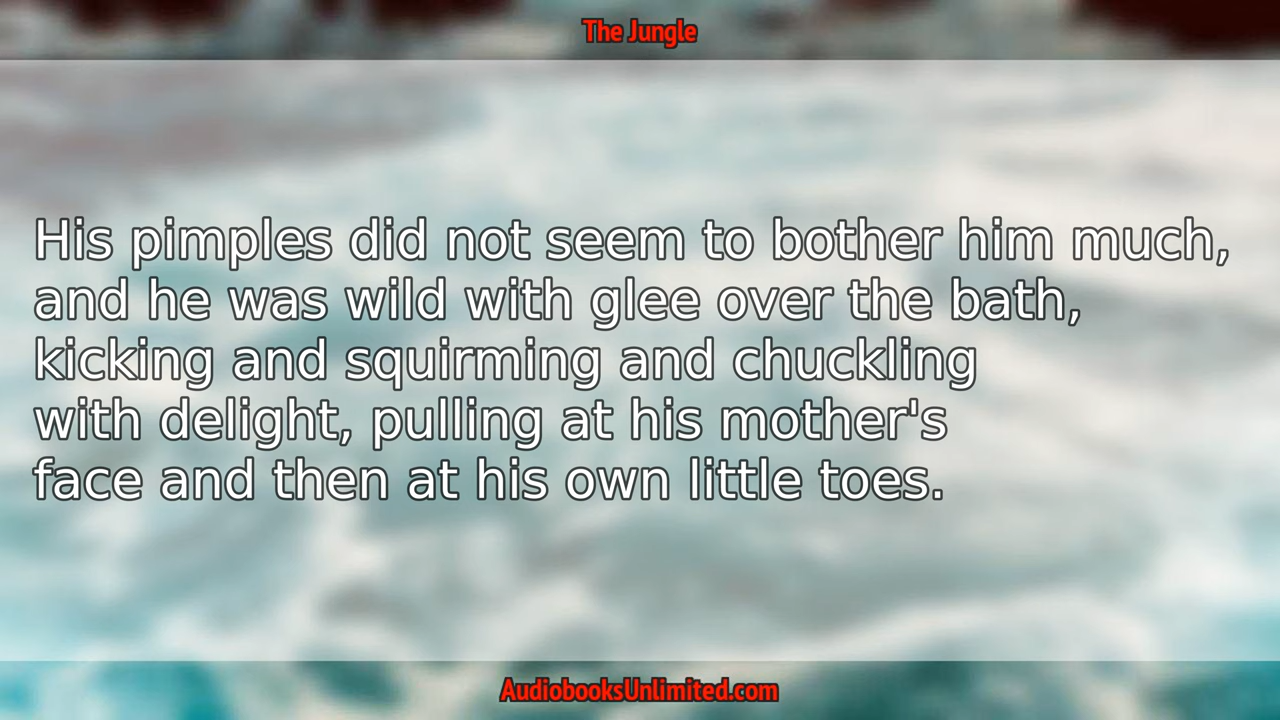 The Jungle
His pimples did not seem to bother him much,
and he was wild with glee over the bath,
kicking and squirming and chuckling
with delight, pulling at his mother's
face and then at his own little toes.
AudiobooksUnlimited.com